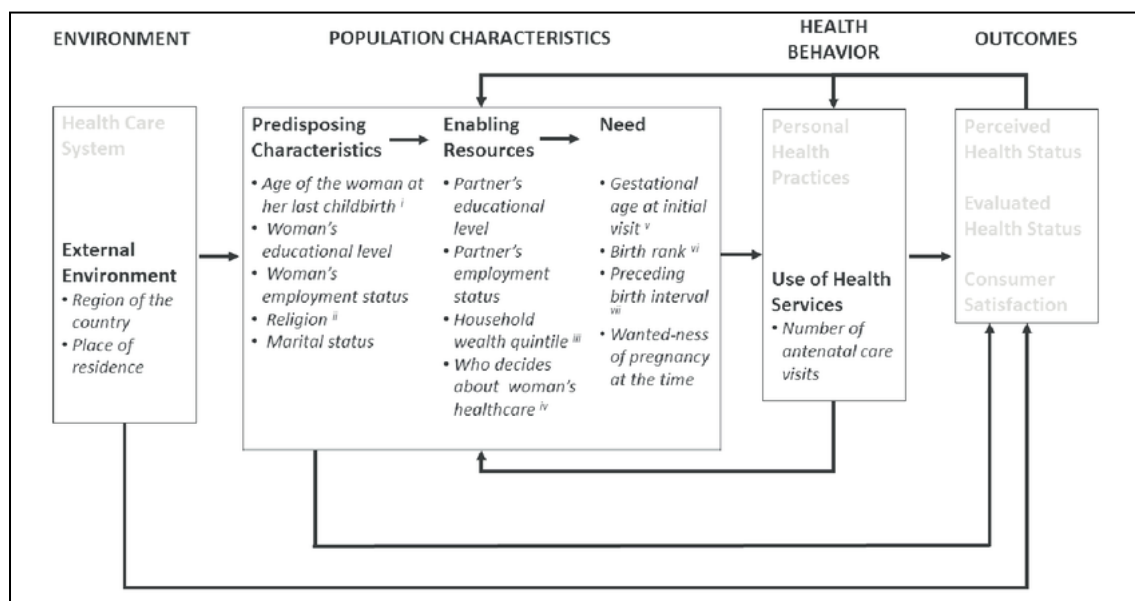 ENVIRONMENT
POPULATION CHARACTERISTICS
HEALTH
BEHAVIOR
OUTCOMES
Health Care
System
External
Environment
• Region of the
country
• Place of
residence
Predisposing
Characteristics
• Age of the woman at
her last childbirth i
• Woman's
educational level
• Woman's
employment status
• Religion ii
• Marital status
Enabling
Resources
• Partner's
educational
level
• Partner's
employment
status
• Household
wealth quintile iii
• Who decides
about woman's
healthcare iv
Need
• Gestational
age at initial
visit v
• Birth rank vi
• Preceding
birth interval
vii
• Wanted-ness
of pregnancy
at the time
Personal
Health
Practices
Use of Health
Services
• Number of
antenatal care
visits
Perceived
Health Status
Evaluated
Health Status
Consumer
Satisfaction